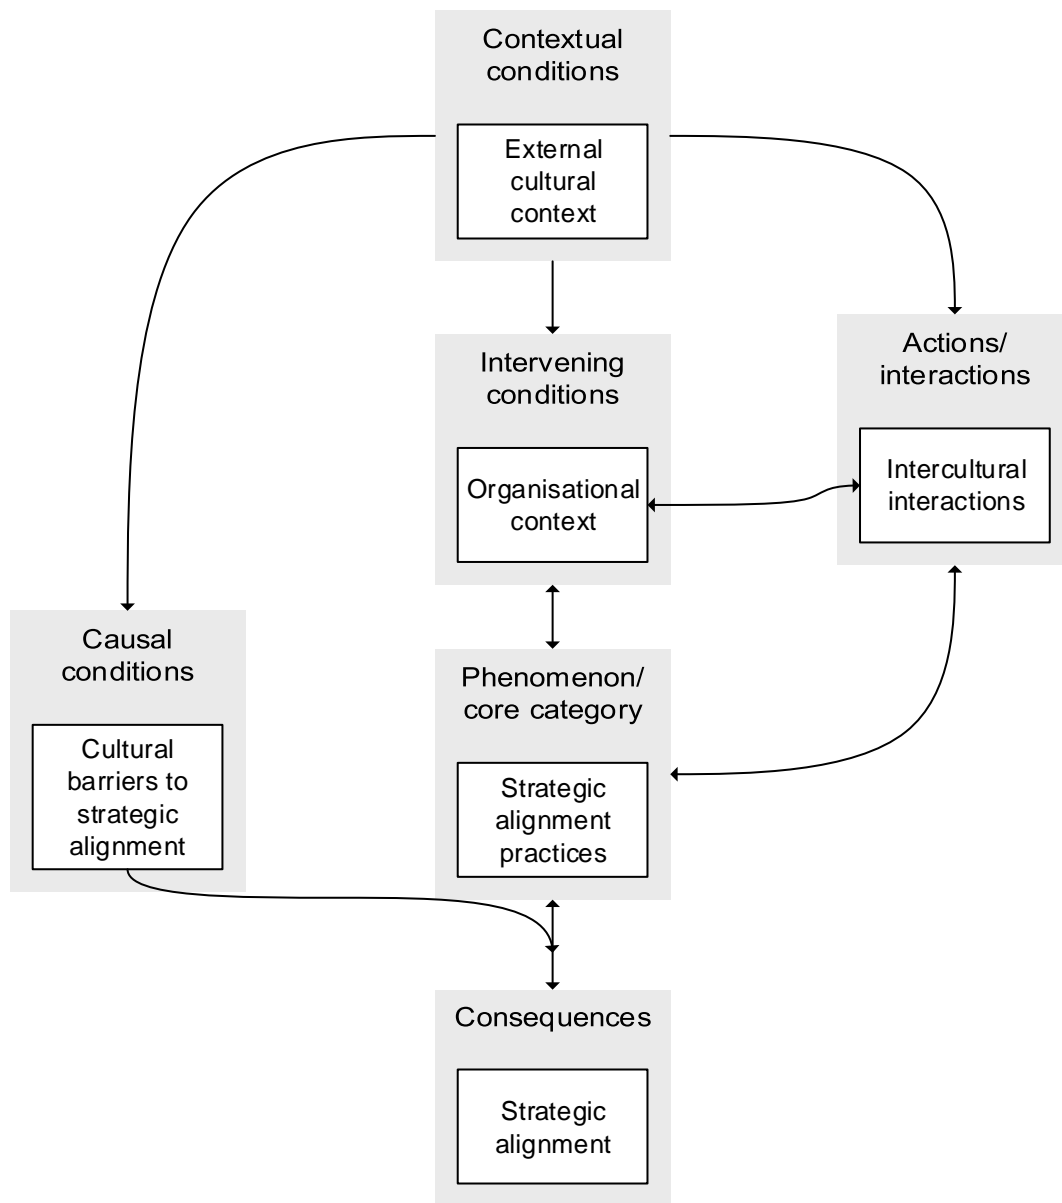 Contextual
conditions
External
cultural
context
Intervening
conditions
Organisational
context
Actions/
interactions
Intercultural
interactions
Causal
conditions
Cultural
barriers to
strategic
alignment
Phenomenon/
core category
Strategic
alignment
practices
Consequences
Strategic
alignment